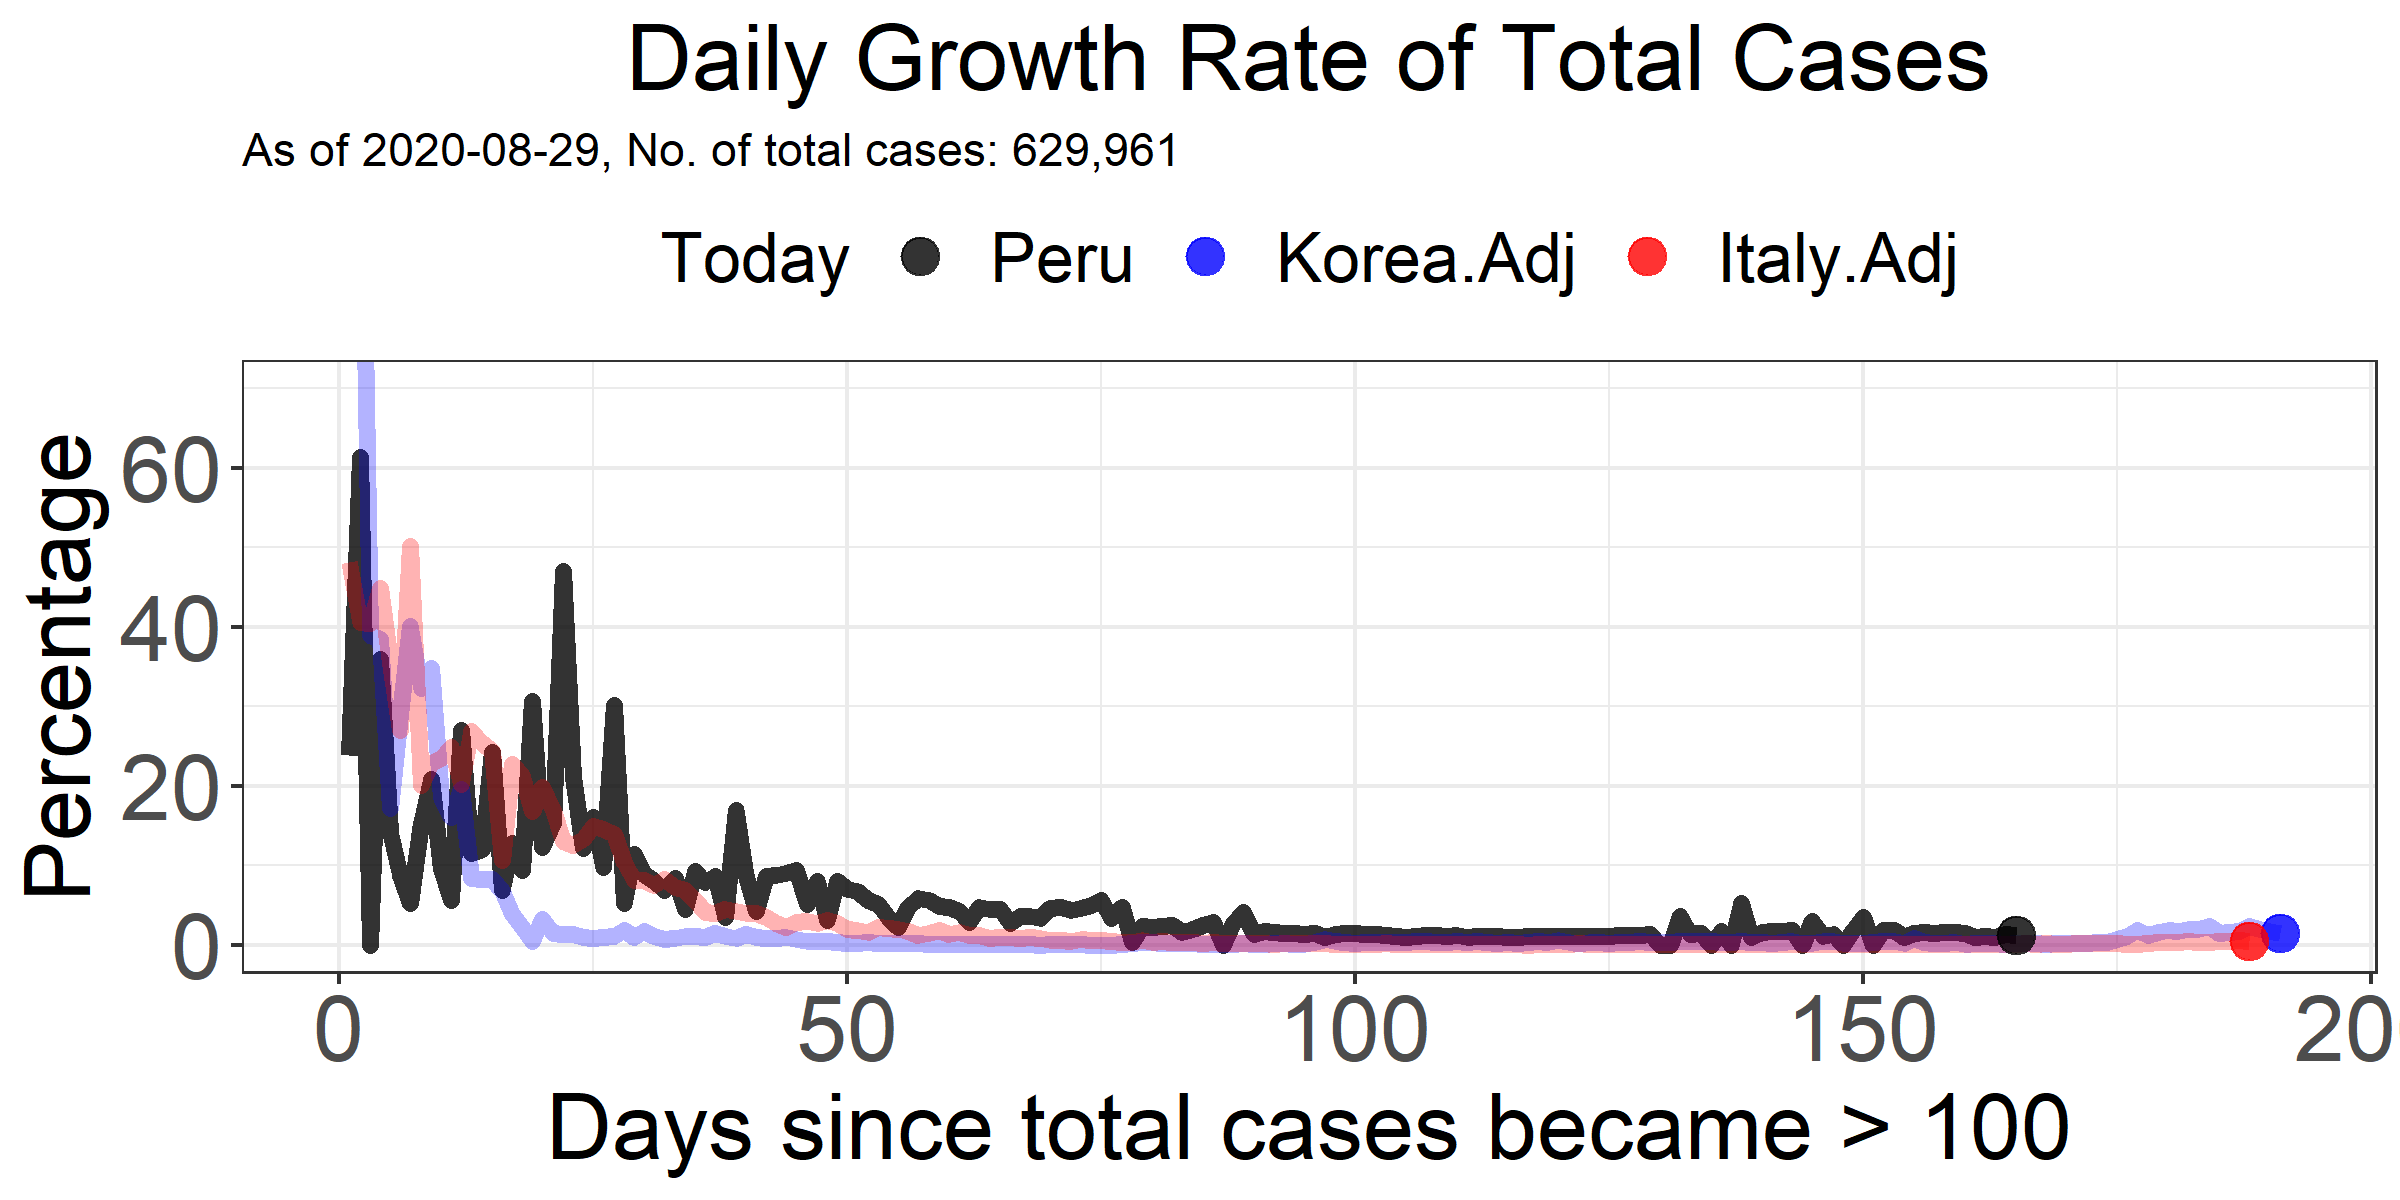 Daily Growth Rate of Total Cases
As of 2020-08-29, No. of total cases: 629,961
Today Peru Korea.Adj Italy.Adj
Percentage
60
40
20
0
0 50 100 150 20
Days since total cases became > 100